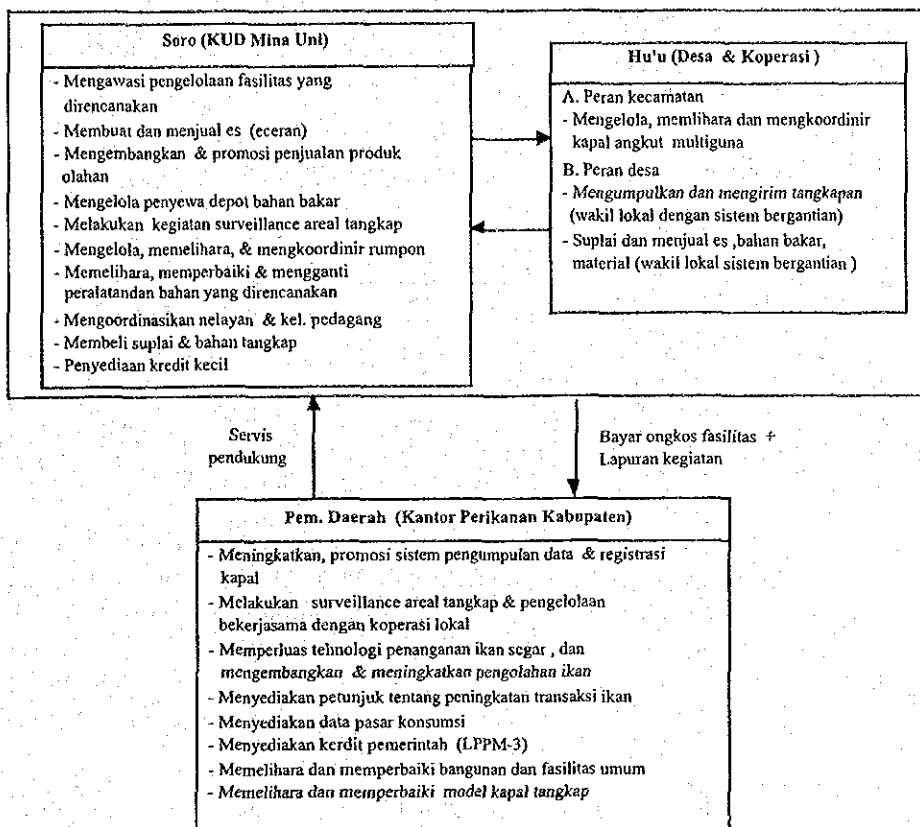 Soro (KUD Mina Uni)
- Mengawasi pengelolaan fasilitas yang
direncanakan
- Membuat dan menjual es (eceran)
- Mengembangkan & promosi penjualan produk
olahan
- Mengelola penyewa depot bahan bakar
- Melakukan kegiatan surveillance areal tangkap
- Mengelola, memelihara, & mengkoordinir rumpon
- Memelihara, memperbaiki & mengganti
peralatandan bahan yang direncanakan
- Mengoordinasikan nelayan & kel. pedagang
- Membeli suplai & bahan tangkap
- Penyediaan kredit kecil
Hu'u (Desa & Koperasi )
A. Peran kecamatan
- Mengelola, memlihara dan mengkoordinir
kapal angkut multiguna
B. Peran desa
- Mengumpulkan dan mengirim tangkapan
(wakil lokal dengan sistem bergantian)
- Suplai dan menjual es ,bahan bakar,
material (wakil lokal sistem bergantian )
Servis
pendukung
Bayar ongkos fasilitas +
Lapuran kegiatan
Pem. Daerah (Kantor Perikanan Kabupaten)
- Meningkatkan, promosi sistem pengumpulan data & registrasi
kapal
- Melakukan surveillance areal tangkap & pengelolaan
bekerjasama dengan koperasi lokal
- Memperluas tehnologi penanganan ikan segar , dan
mengembangkan & meningkatkan pengolahan ikan
- Menyediakan petunjuk tentang peningkatan transaksi ikan
- Menyediakan data pasar konsumsi
- Menyediakan kerdit pemerintah (LPPM-3)
- Memelihara dan memperbaiki bangunan dan fasilitas umum
- Memelihara dan memperbaiki model kapal tangkap